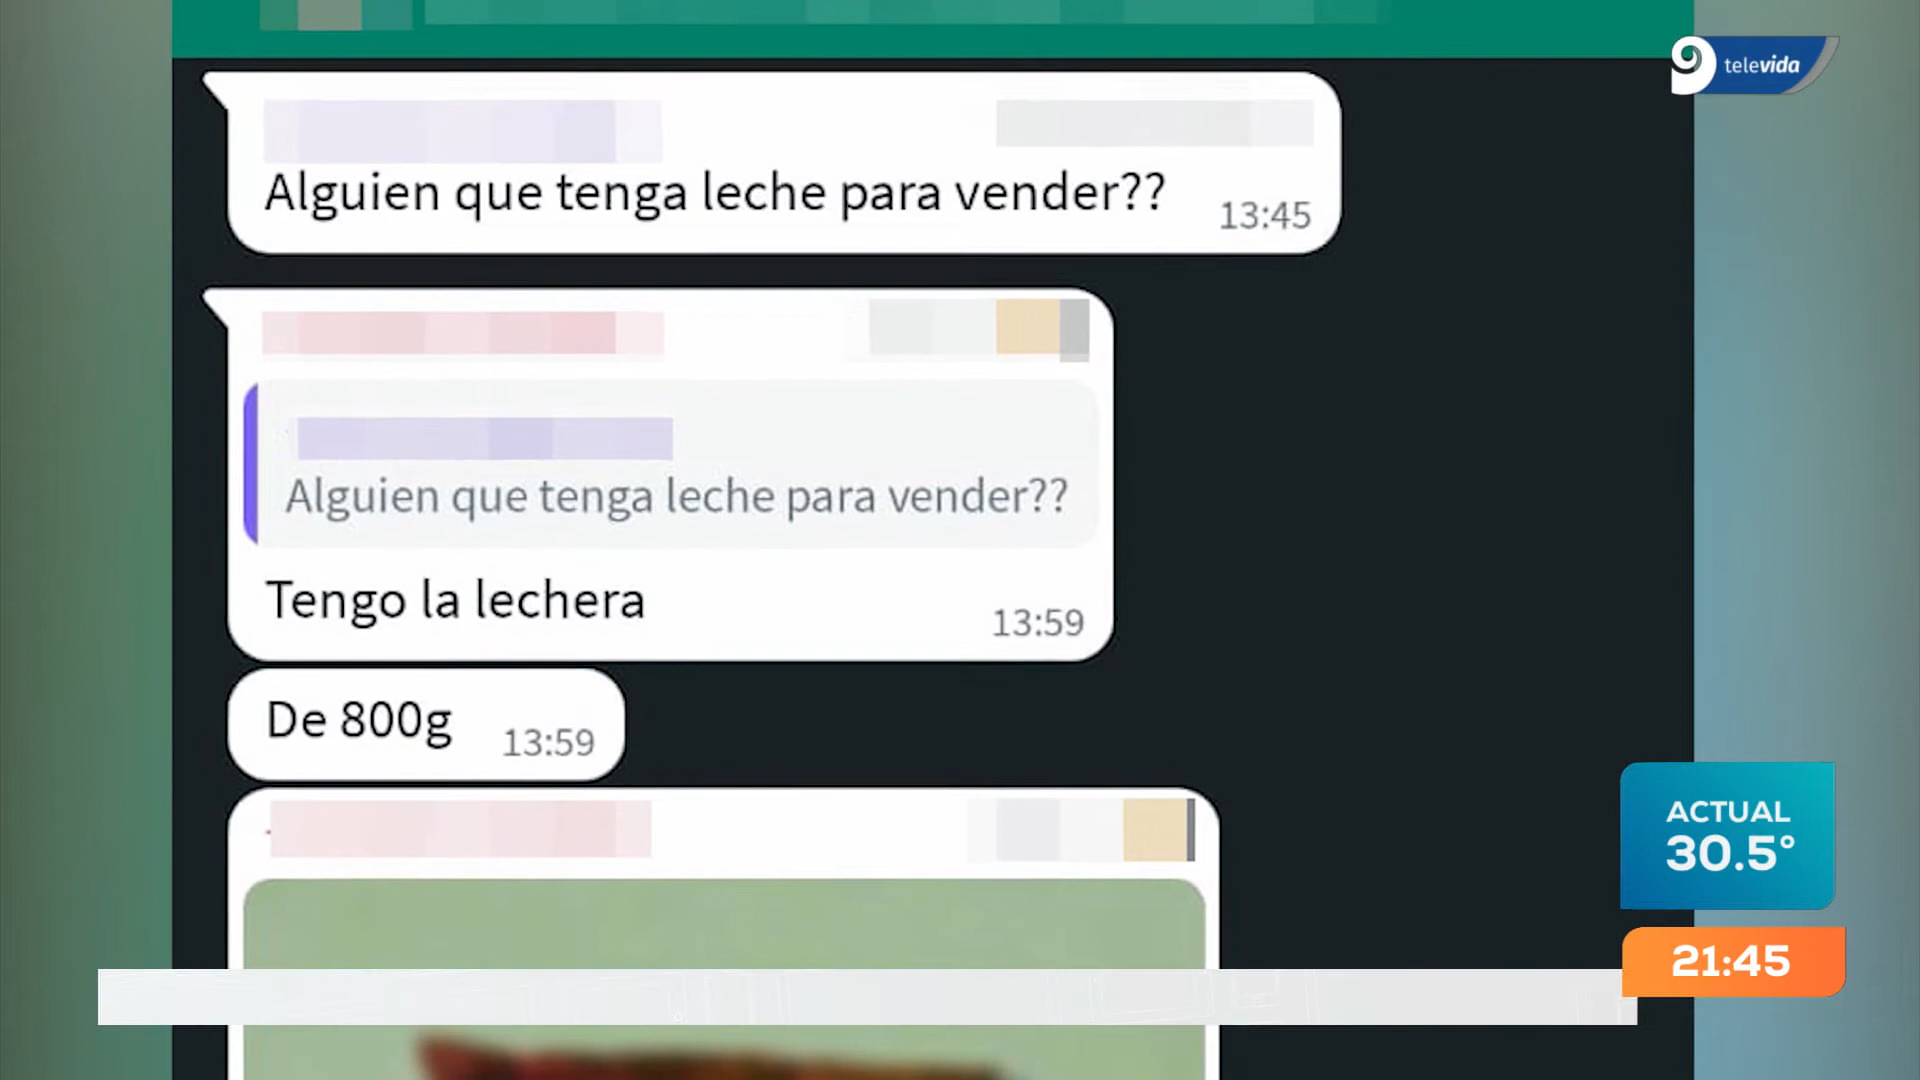 9 televida
Alguien que tenga leche para vender??
13:45
Alguien que tenga leche para vender??
Tengo la lechera
13:59
De 800g
13:59
ACTUAL
30.5°
21:45